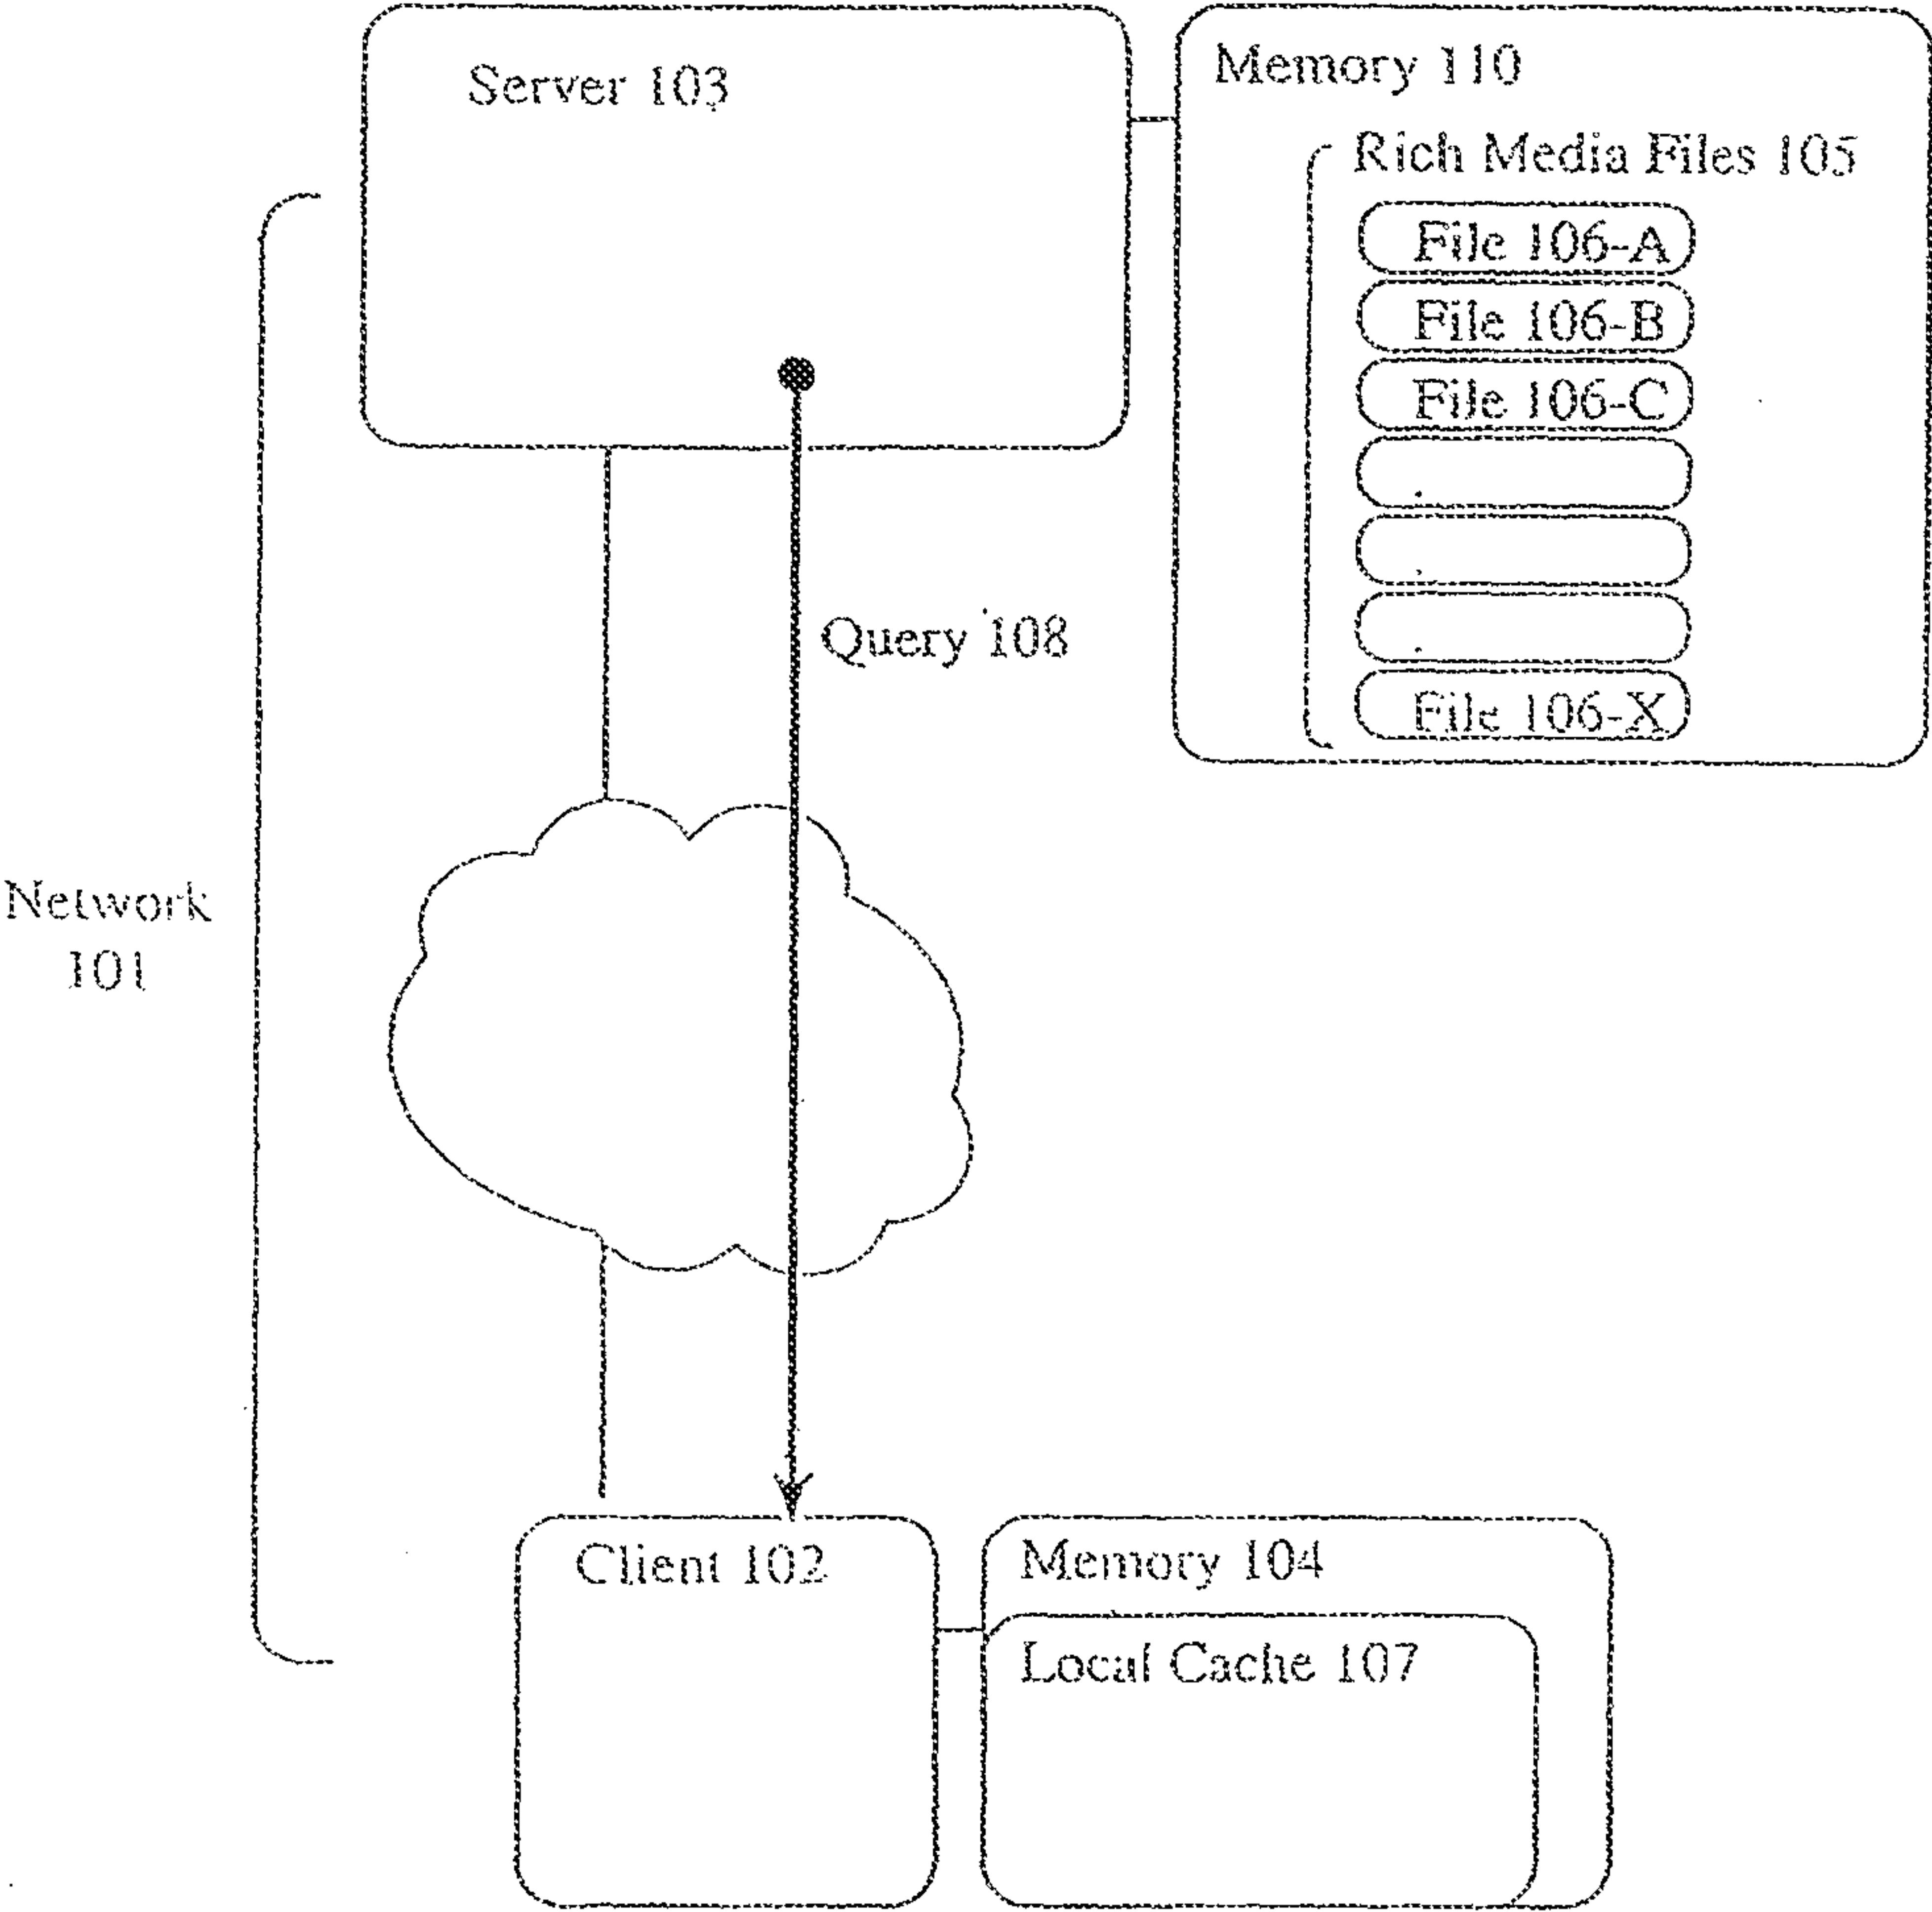 Server 103
Memory 110
Rich Media Files 105
File 106-A
File 106-B
File 106-C
File 106-X
Query 108
Network
101
Client 102
Memory 104
Local Cache 107